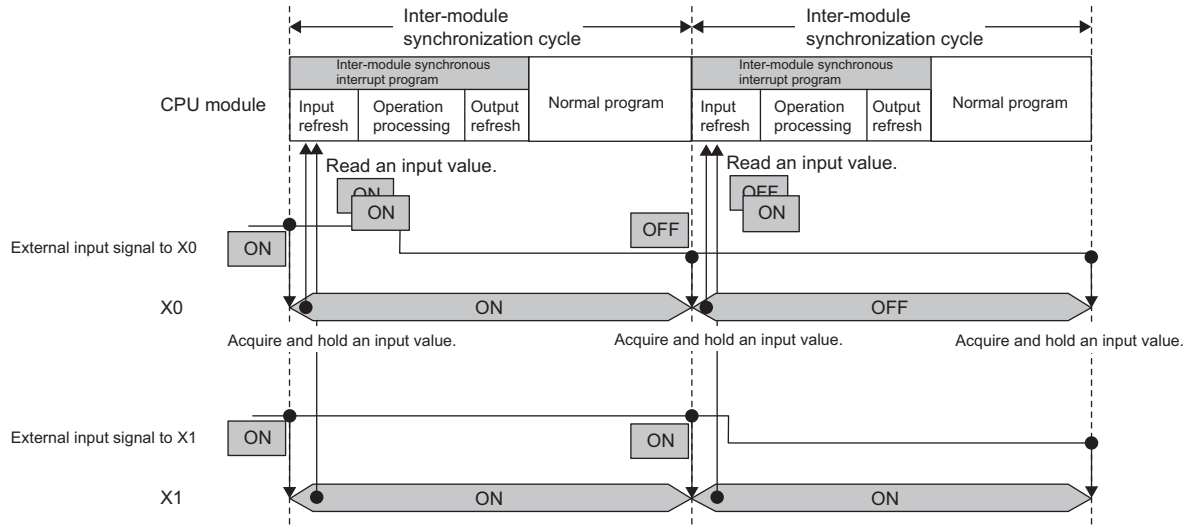 Inter-module
synchronization cycle
Inter-module
synchronization cycle
CPU module
Inter-module synchronous
interrupt program
Input
refresh
Operation
processing
Output
refresh
Normal program
Inter-module synchronous
interrupt program
Input
refresh
Operation
processing
Output
refresh
Normal program
Read an input value.
Read an input value.
ON
ON
OFF
ON
External input signal to X0
ON
OFF
X0
ON
OFF
Acquire and hold an input value.
Acquire and hold an input value.
Acquire and hold an input value.
External input signal to X1
ON
ON
X1
ON
ON